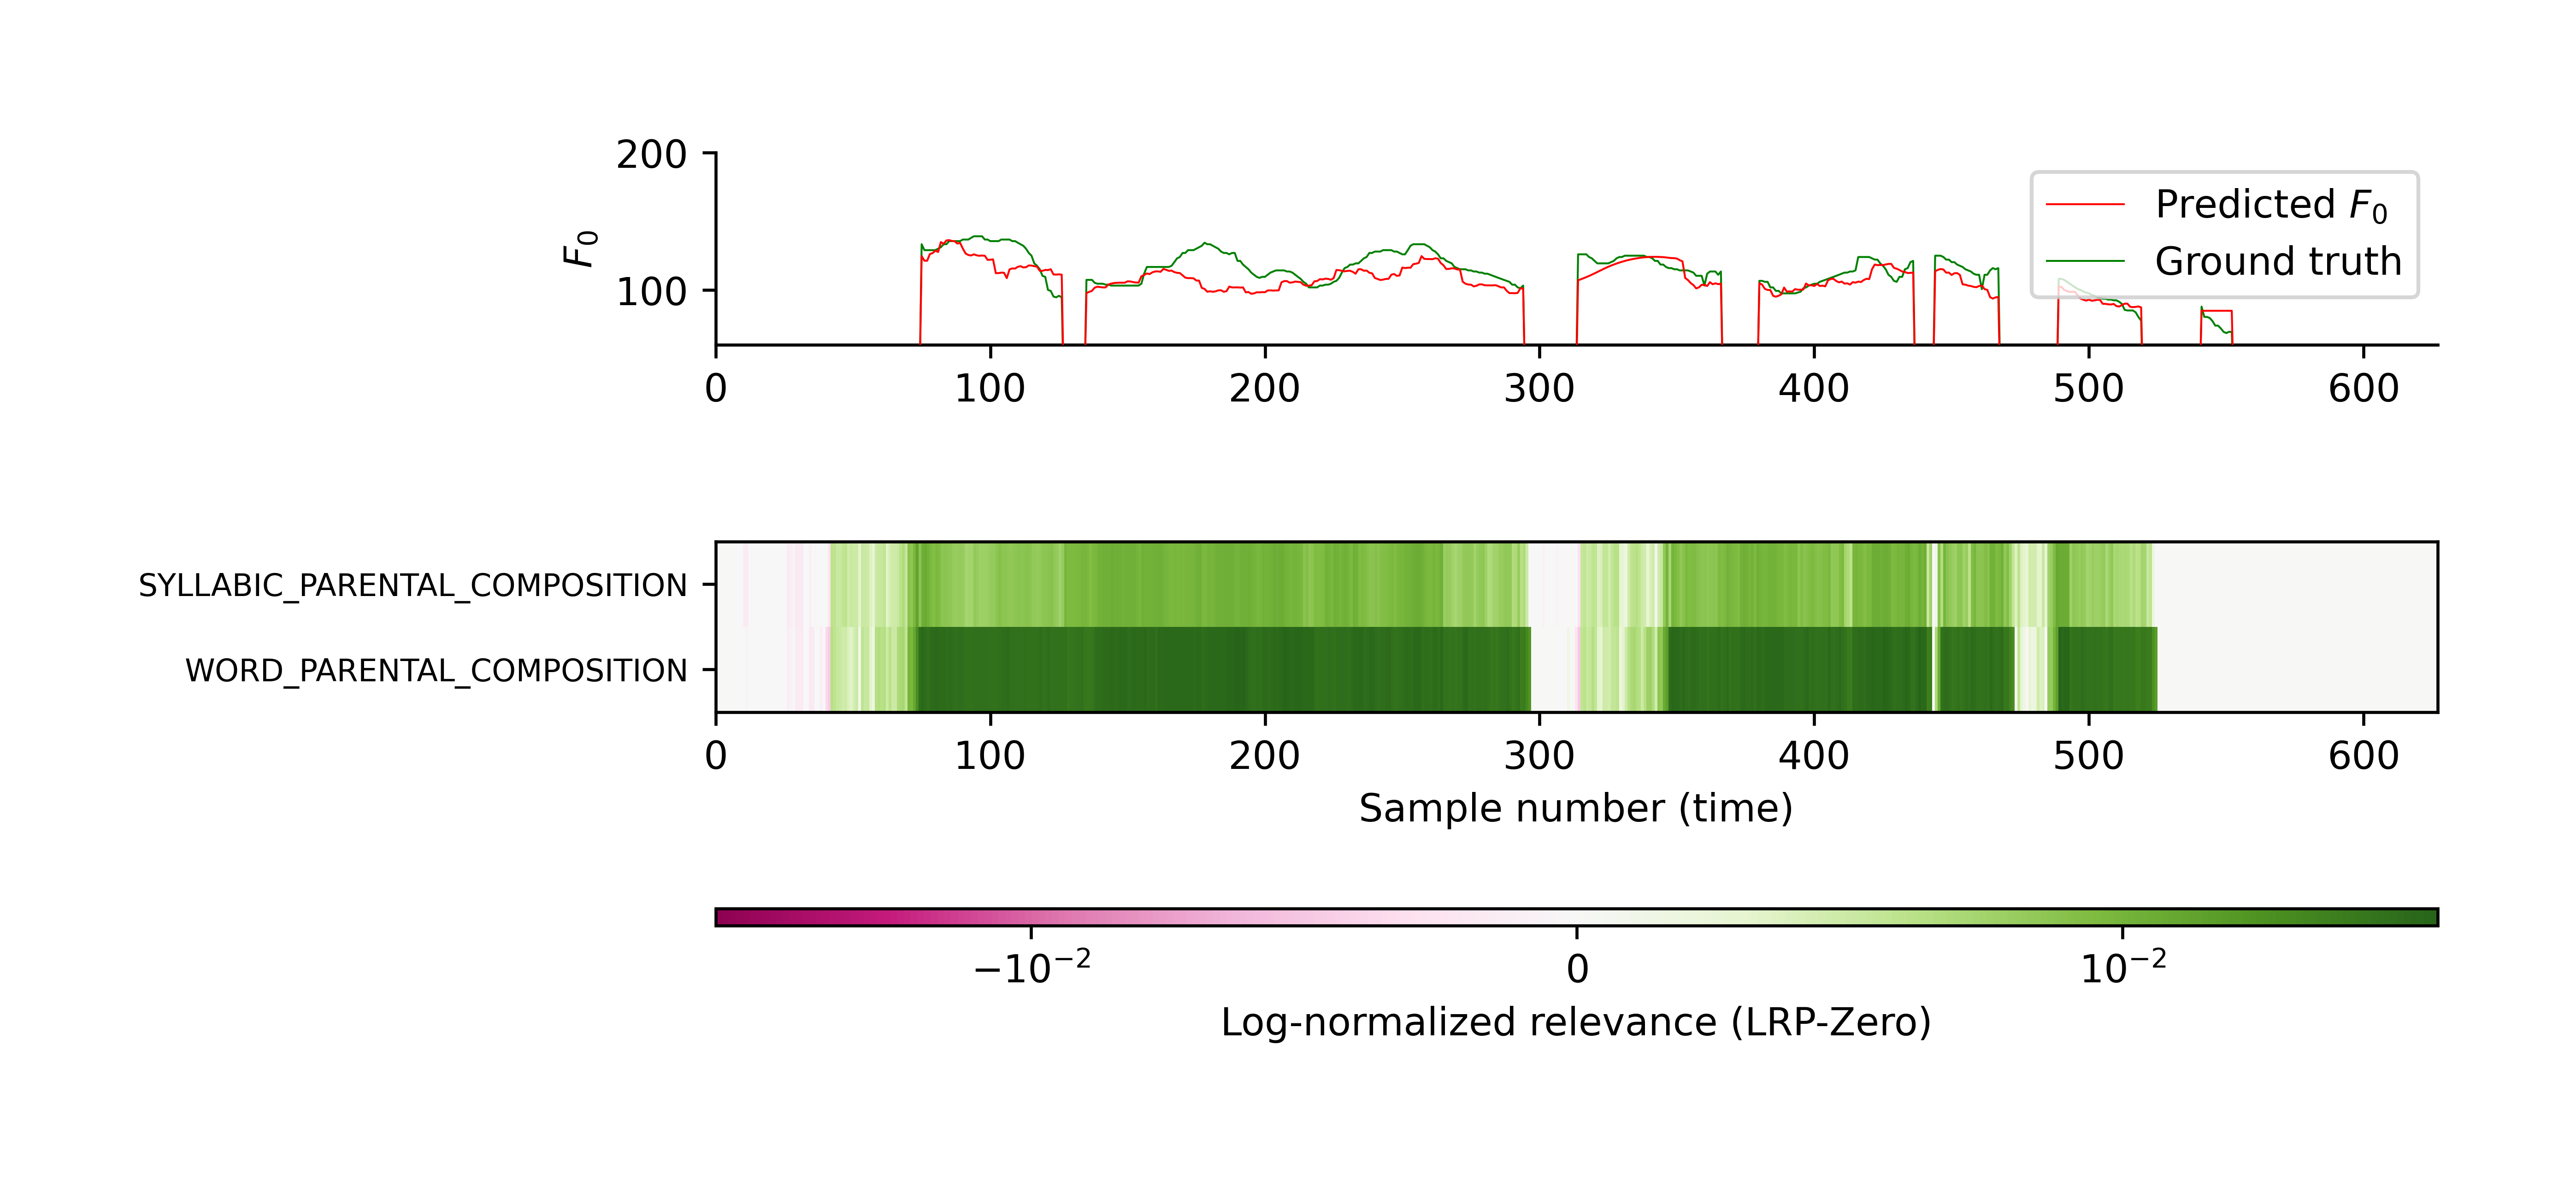 200
100
F₀
Predicted F₀
Ground truth
0 100 200 300 400 500 600
SYLLABIC_PARENTAL_COMPOSITION
WORD_PARENTAL_COMPOSITION
0 100 200 300 400 500 600
Sample number (time)
−10⁻² 0 10⁻²
Log-normalized relevance (LRP-Zero)